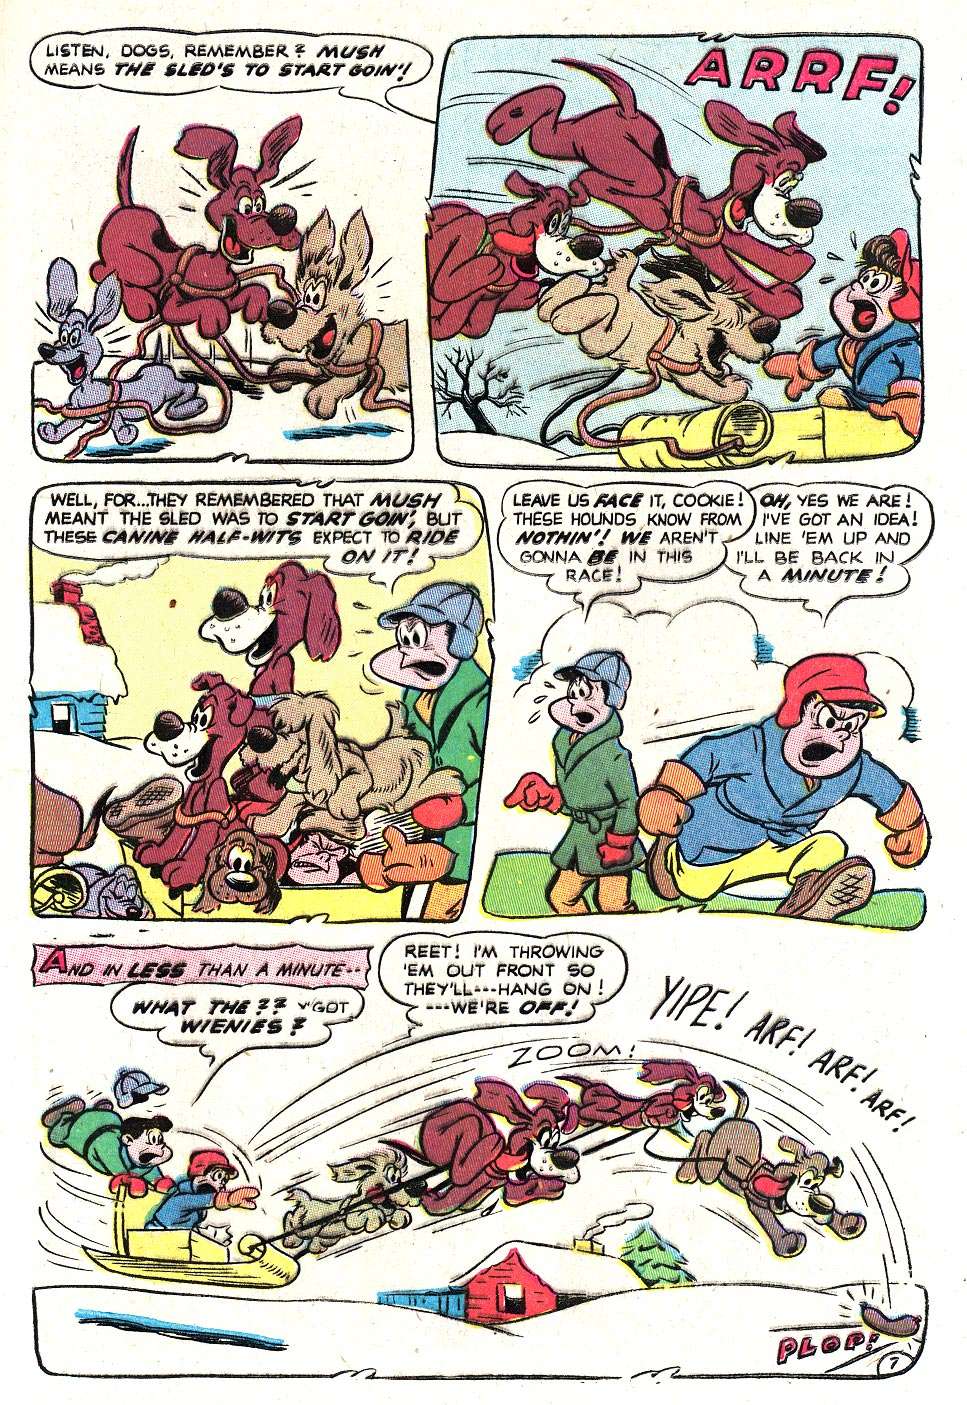 LISTEN, DOGS, REMEMBER? MUSH
MEANS THE SLED'S TO START GOIN'!
ARRF!
WELL, FOR...THEY REMEMBERED THAT MUSH
MEANT THE SLED WAS TO START GOIN', BUT
THESE CANINE HALF-WITS EXPECT TO RIDE
ON IT!
LEAVE US FACE IT, COOKIE!
THESE HOUNDS KNOW FROM
NOTHIN'! WE AREN'T
GONNA BE IN THIS
RACE!
OH, YES WE ARE!
I'VE GOT AN IDEA!
LINE 'EM UP AND
I'LL BE BACK IN
A MINUTE!
AND IN LESS THAN A MINUTE--
WHAT THE?? Y'GOT
WIENIES?
REET! I'M THROWING
'EM OUT FRONT SO
THEY'LL---HANG ON!
---WE'RE OFF!
ZOOM!
YIPE! ARF! ARF! ARF!
PLOP!
7